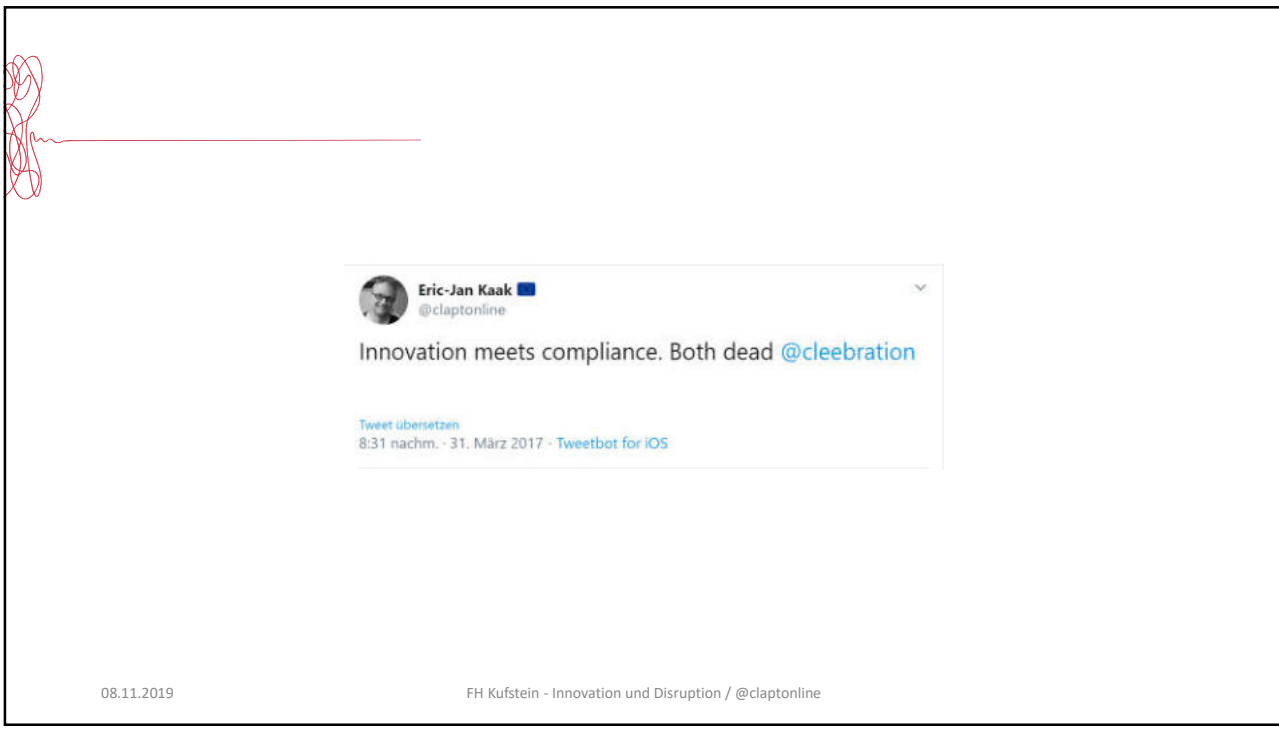 Eric-Jan Kaak
@claptonline
Innovation meets compliance. Both dead @cleebration
Tweet übersetzen
8:31 nachm. · 31. März 2017 · Tweetbot for iOS
08.11.2019
FH Kufstein - Innovation und Disruption / @claptonline